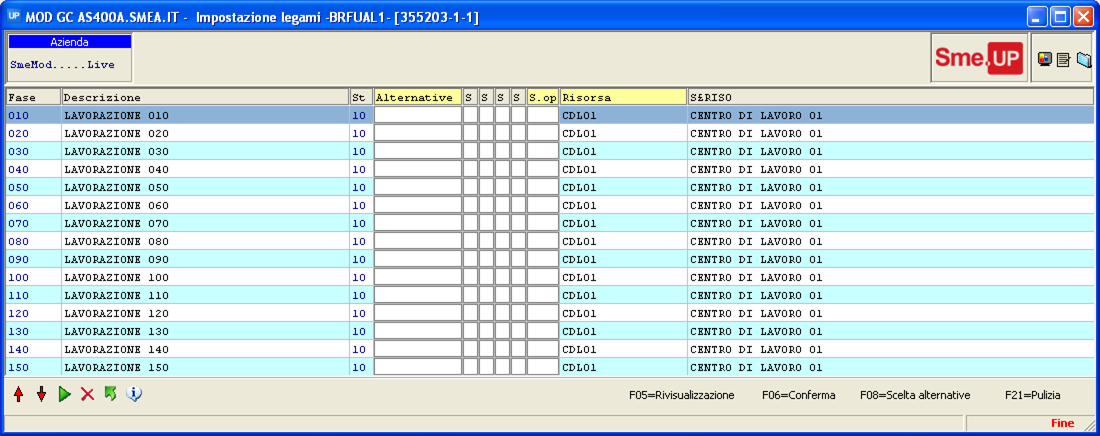 UP MOD GC AS400A.SMEA.IT - Impostazione legami -BRFUAL1- [355203-1-1]
Azienda
SmeMod.....Live
Sme.UP
Fase Descrizione St Alternative S S S S S.op Risorsa S£RISO
010 LAVORAZIONE 010 10 CDL01 CENTRO DI LAVORO 01
020 LAVORAZIONE 020 10 CDL01 CENTRO DI LAVORO 01
030 LAVORAZIONE 030 10 CDL01 CENTRO DI LAVORO 01
040 LAVORAZIONE 040 10 CDL01 CENTRO DI LAVORO 01
050 LAVORAZIONE 050 10 CDL01 CENTRO DI LAVORO 01
060 LAVORAZIONE 060 10 CDL01 CENTRO DI LAVORO 01
070 LAVORAZIONE 070 10 CDL01 CENTRO DI LAVORO 01
080 LAVORAZIONE 080 10 CDL01 CENTRO DI LAVORO 01
090 LAVORAZIONE 090 10 CDL01 CENTRO DI LAVORO 01
100 LAVORAZIONE 100 10 CDL01 CENTRO DI LAVORO 01
110 LAVORAZIONE 110 10 CDL01 CENTRO DI LAVORO 01
120 LAVORAZIONE 120 10 CDL01 CENTRO DI LAVORO 01
130 LAVORAZIONE 130 10 CDL01 CENTRO DI LAVORO 01
140 LAVORAZIONE 140 10 CDL01 CENTRO DI LAVORO 01
150 LAVORAZIONE 150 10 CDL01 CENTRO DI LAVORO 01
F05=Rivisualizzazione F06=Conferma F08=Scelta alternative F21=Pulizia
Fine